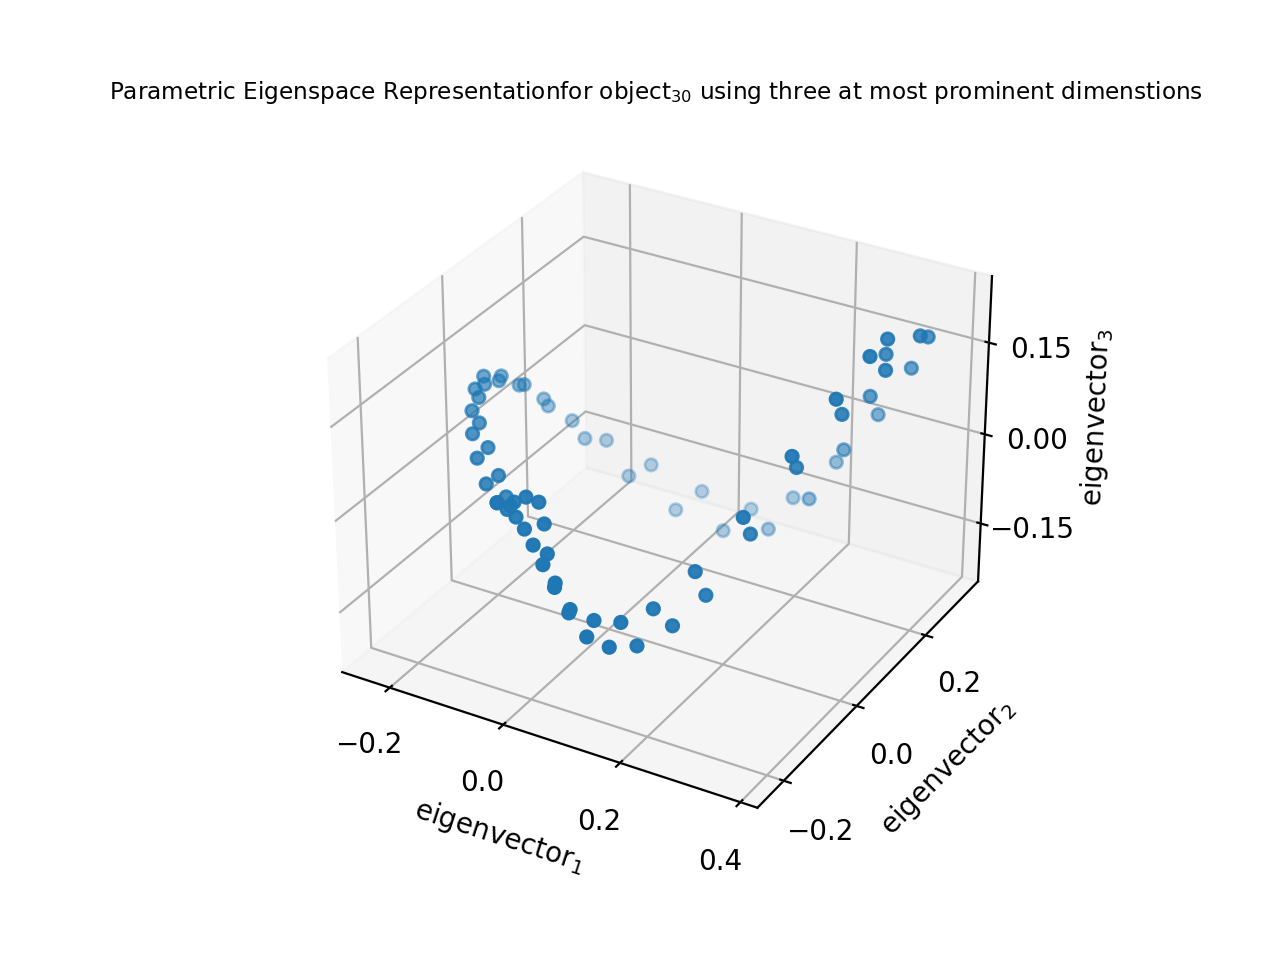 Parametric Eigenspace Representationfor object₃₀ using three at most prominent dimenstions
0.15
0.00
−0.15
eigenvector₃
0.2
0.0
−0.2
eigenvector₂
−0.2
0.0
0.2
0.4
eigenvector₁